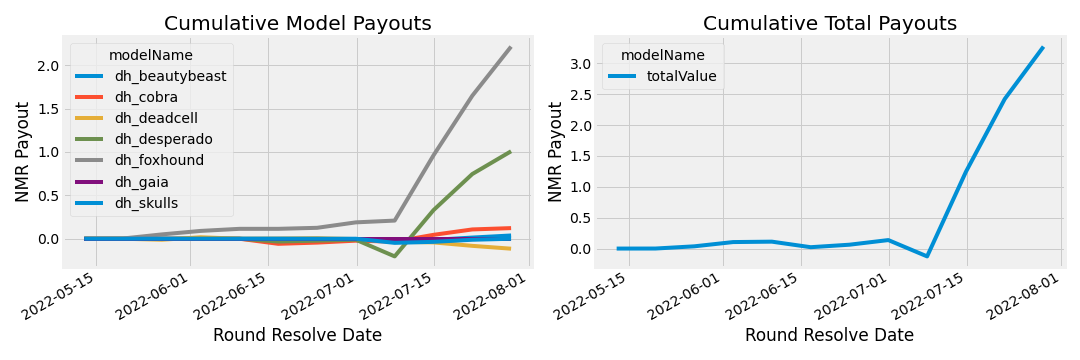 Cumulative Model Payouts
modelName
dh_beautybeast
dh_cobra
dh_deadcell
dh_desperado
dh_foxhound
dh_gaia
dh_skulls
NMR Payout
2.0
1.5
1.0
0.5
0.0
2022-05-15
2022-06-01
2022-06-15
2022-07-01
2022-07-15
2022-08-01
Round Resolve Date
Cumulative Total Payouts
modelName
totalValue
NMR Payout
3.0
2.5
2.0
1.5
1.0
0.5
0.0
2022-05-15
2022-06-01
2022-06-15
2022-07-01
2022-07-15
2022-08-01
Round Resolve Date